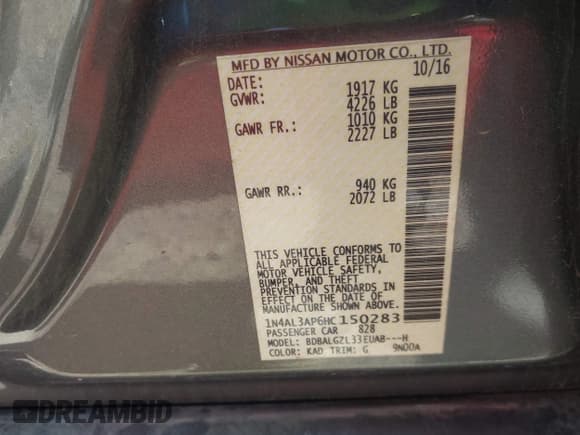 MFD BY NISSAN MOTOR CO., LTD.
DATE: 10/16
GVWR: 1917 KG
4226 LB
GAWR FR.: 1010 KG
2227 LB
GAWR RR.: 940 KG
2072 LB
THIS VEHICLE CONFORMS TO
ALL APPLICABLE FEDERAL
MOTOR VEHICLE SAFETY,
BUMPER, AND THEFT
PREVENTION STANDARDS IN
EFFECT ON THE DATE OF
MANUFACTURE SHOWN ABOVE.
1N4AL3AP6HC150283
PASSENGER CAR 828
MODEL: BDBALGZL33EUAB---H
COLOR: KAD TRIM: G 9N00A
DREAMBID